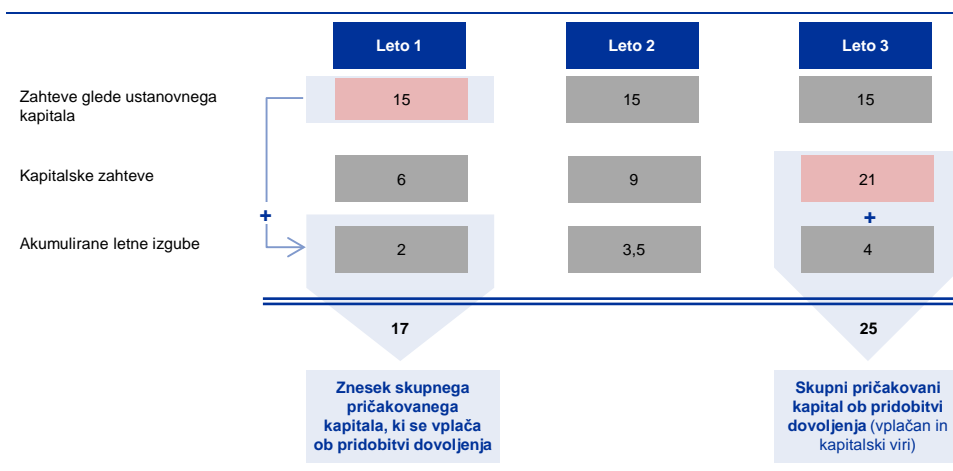 Leto 1
Leto 2
Leto 3
Zahteve glede ustanovnega
kapitala
15
15
15
Kapitalske zahteve
6
9
21
+
+
Akumulirane letne izgube
2
3,5
4
17
25
Znesek skupnega
pričakovanega
kapitala, ki se vplača
ob pridobitvi dovoljenja
Skupni pričakovani
kapital ob pridobitvi
dovoljenja (vplačan in
kapitalski viri)